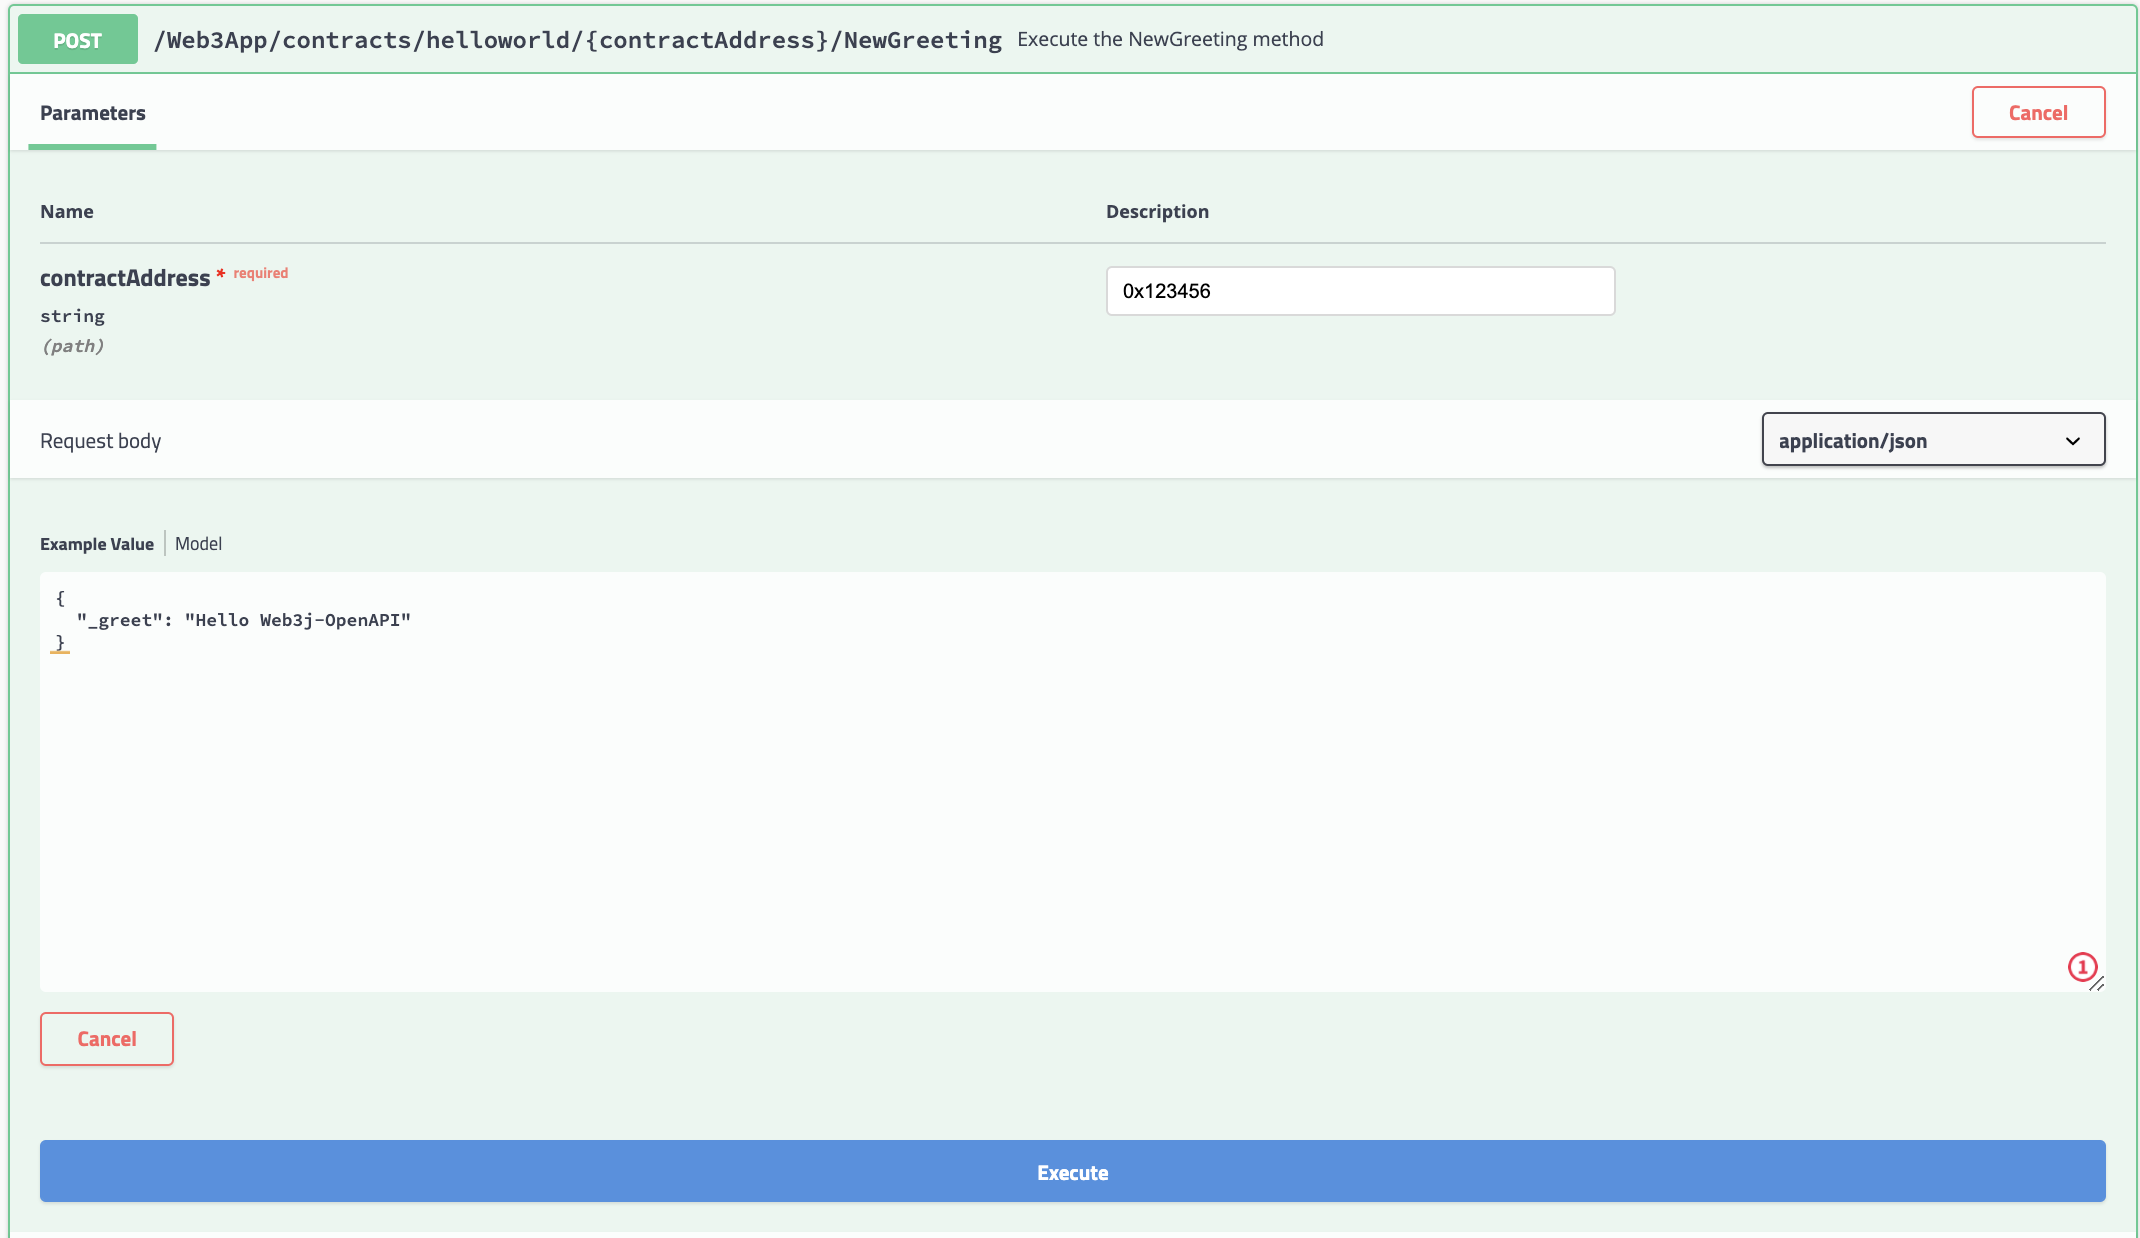 POST /Web3App/contracts/helloworld/{contractAddress}/NewGreeting Execute the NewGreeting method
Parameters
Cancel
Name Description
contractAddress * required
0x123456
string
(path)
Request body
application/json
Example Value | Model
{
  "_greet": "Hello Web3j-OpenAPI"
}
1
Cancel
Execute